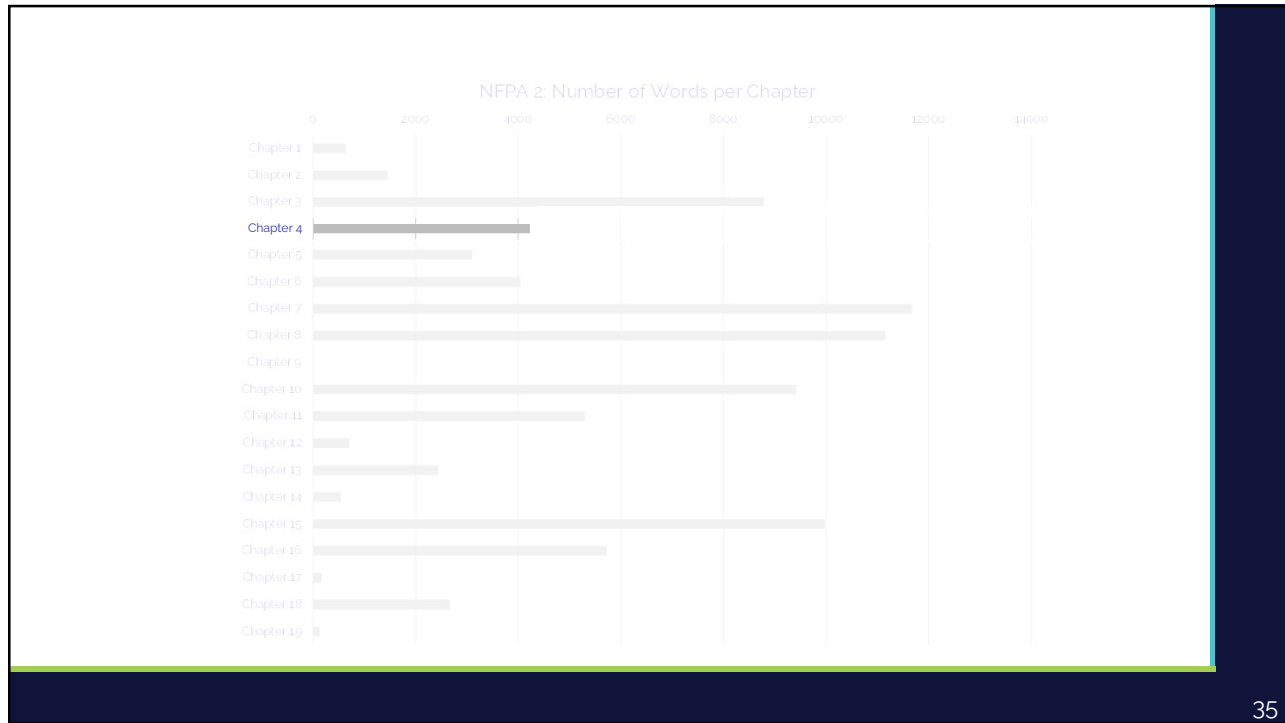 NFPA 2: Number of Words per Chapter
0 2000 4000 6000 8000 10000 12000 14000
Chapter 1
Chapter 2
Chapter 3
Chapter 4
Chapter 5
Chapter 6
Chapter 7
Chapter 8
Chapter 9
Chapter 10
Chapter 11
Chapter 12
Chapter 13
Chapter 14
Chapter 15
Chapter 16
Chapter 17
Chapter 18
Chapter 19
35